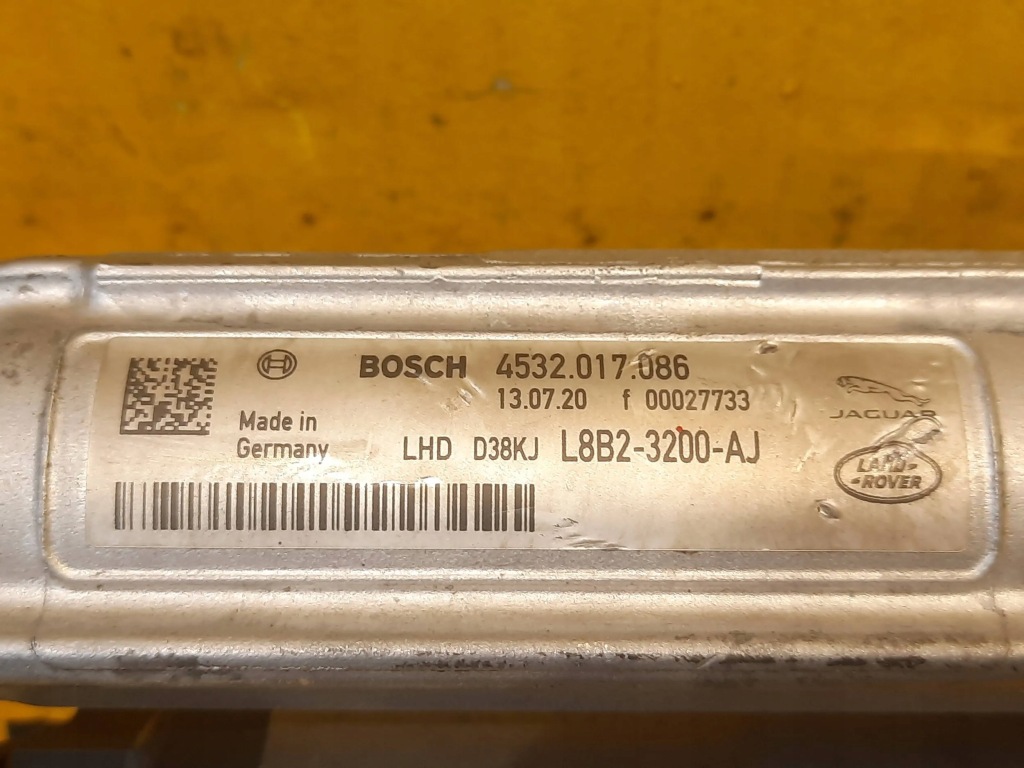 BOSCH 4532.017.086
13.07.20 f 00027733
Made in
Germany
LHD D38KJ L8B2-3200-AJ
JAGUAR
LAND-
-ROVER